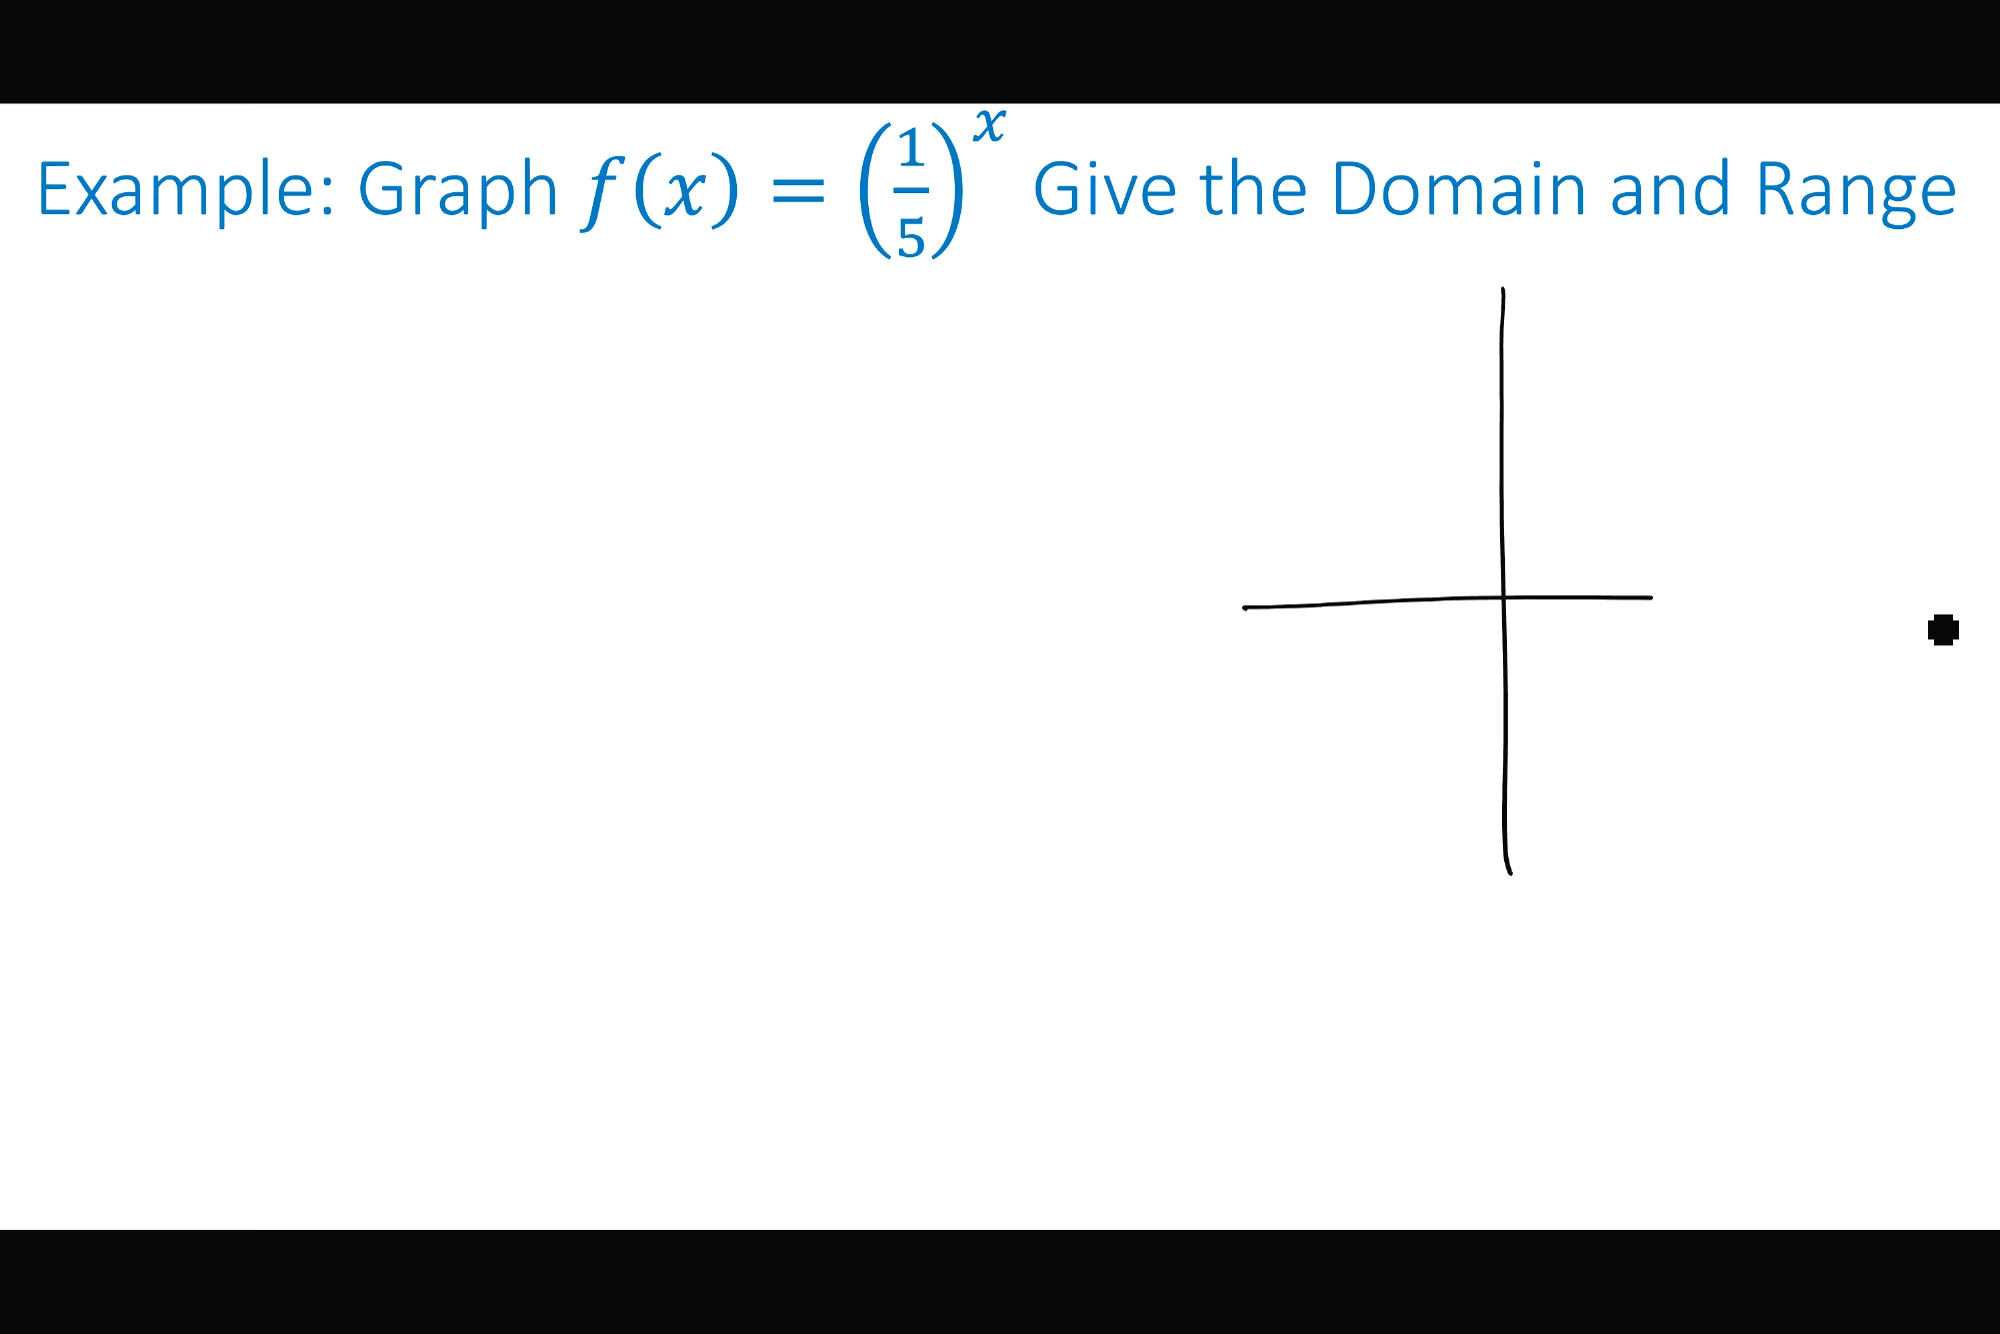 Example: Graph f(x) = (1/5)^x Give the Domain and Range